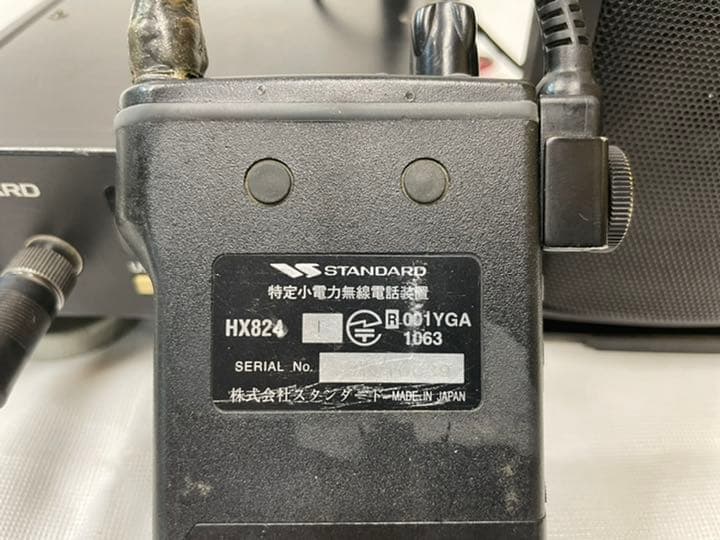 ARD
STANDARD
特定小電力無線電話装置
HX824 R 001YGA
1063
SERIAL No.
株式会社スタンダード MADE IN JAPAN